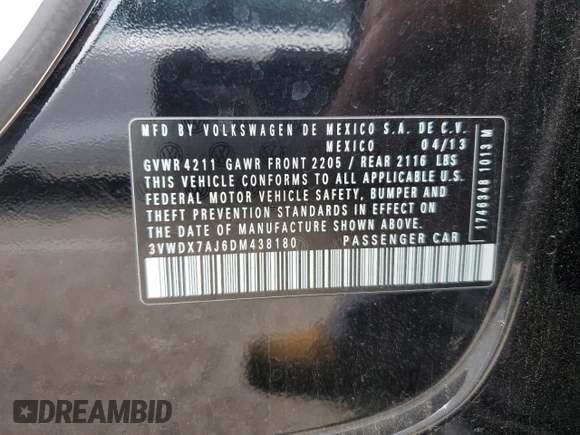 MFD BY VOLKSWAGEN DE MEXICO S.A. DE C.V.
MEXICO 04/13
GVWR 4211 GAWR FRONT 2205 / REAR 2116 LBS
THIS VEHICLE CONFORMS TO ALL APPLICABLE U.S.
FEDERAL MOTOR VEHICLE SAFETY, BUMPER AND
THEFT PREVENTION STANDARDS IN EFFECT ON
THE DATE OF MANUFACTURE SHOWN ABOVE.
3VWDX7AJ6DM438180 PASSENGER CAR
1746348 1013 M
DREAMBID